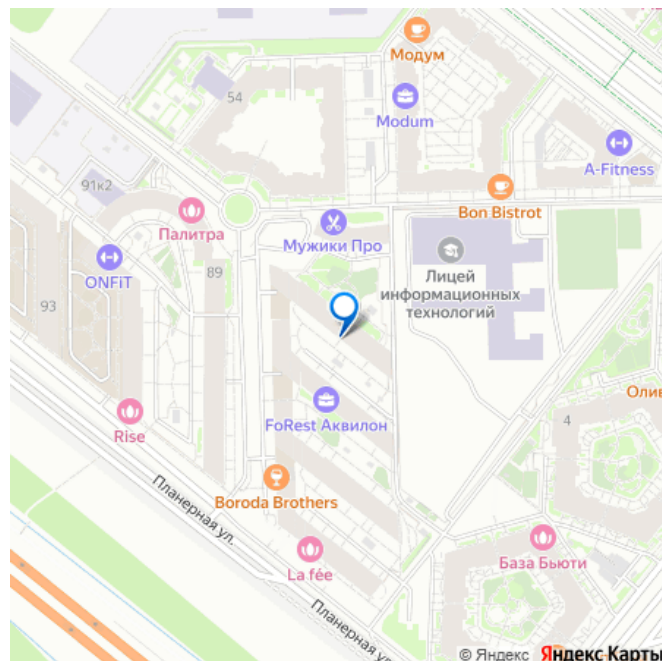 Модум
54
Modum
A-Fitness
91к2
Палитра
Bon Bistrot
Мужики Про
ONFIT
89
Лицей
информационных
технологий
93
FoRest Аквилон
Олив
4
Rise
Boroda Brothers
Планерная ул.
La fée
База Бьюти
Планерная ул.
© Яндекс Яндекс Карты